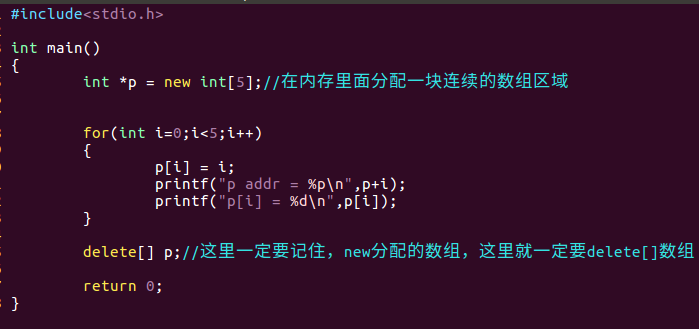 #include<stdio.h>
int main()
{
int *p = new int[5];//在内存里面分配一块连续的数组区域
for(int i=0;i<5;i++)
{
p[i] = i;
printf("p addr = %p\n",p+i);
printf("p[i] = %d\n",p[i]);
}
delete[] p;//这里一定要记住，new分配的数组，这里就一定要delete[]数组
return 0;
}